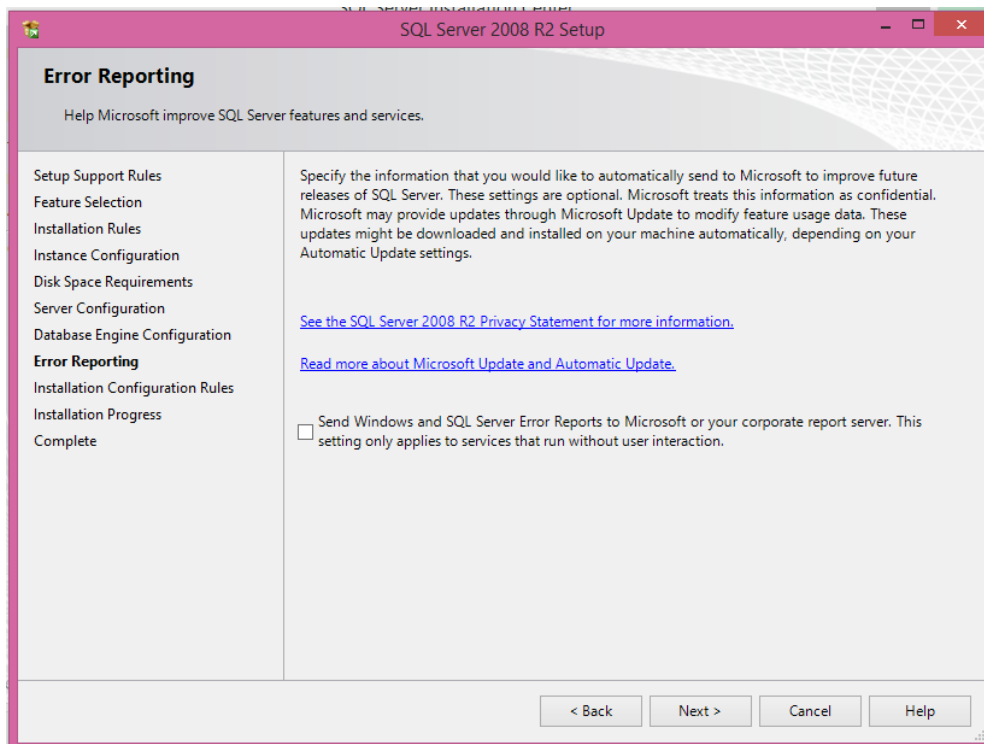 SQL Server Installation Center
SQL Server 2008 R2 Setup
Error Reporting
Help Microsoft improve SQL Server features and services.
Setup Support Rules
Feature Selection
Installation Rules
Instance Configuration
Disk Space Requirements
Server Configuration
Database Engine Configuration
Error Reporting
Installation Configuration Rules
Installation Progress
Complete
Specify the information that you would like to automatically send to Microsoft to improve future
releases of SQL Server. These settings are optional. Microsoft treats this information as confidential.
Microsoft may provide updates through Microsoft Update to modify feature usage data. These
updates might be downloaded and installed on your machine automatically, depending on your
Automatic Update settings.
See the SQL Server 2008 R2 Privacy Statement for more information.
Read more about Microsoft Update and Automatic Update.
Send Windows and SQL Server Error Reports to Microsoft or your corporate report server. This
setting only applies to services that run without user interaction.
< Back
Next >
Cancel
Help